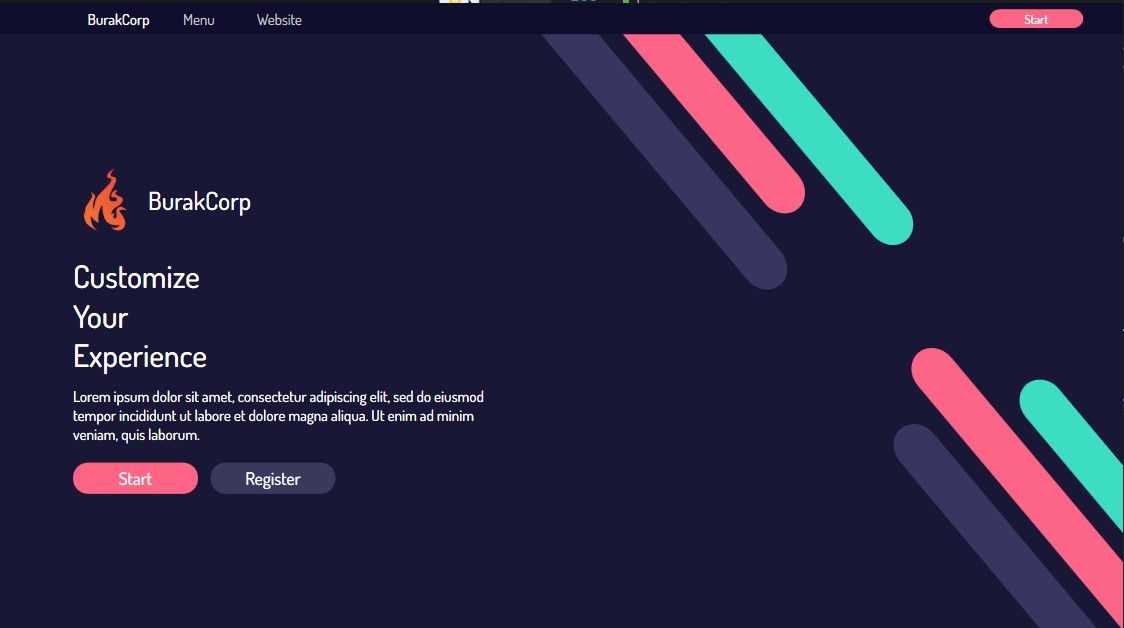 BurakCorp Menu Website Start
BurakCorp
Customize
Your
Experience
Lorem ipsum dolor sit amet, consectetur adipiscing elit, sed do eiusmod
tempor incididunt ut labore et dolore magna aliqua. Ut enim ad minim
veniam, quis laborum.
Start Register